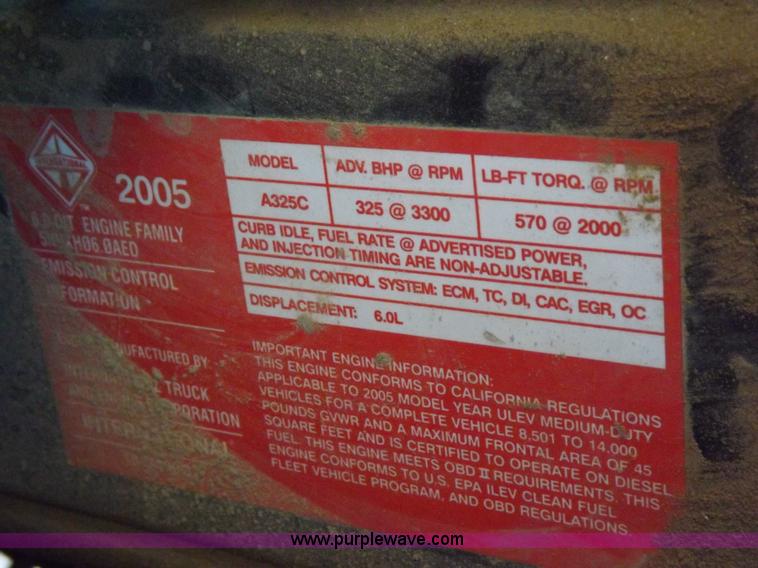 INTERNATIONAL
2005
ENGINE FAMILY
H06.0AED
EMISSION CONTROL
INFORMATION
MANUFACTURED BY
TRUCK
CORPORATION
INTERNATIONAL
MODEL ADV. BHP @ RPM LB-FT TORQ. @ RPM
A325C 325 @ 3300 570 @ 2000
CURB IDLE, FUEL RATE @ ADVERTISED POWER,
AND INJECTION TIMING ARE NON-ADJUSTABLE.
EMISSION CONTROL SYSTEM: ECM, TC, DI, CAC, EGR, OC
DISPLACEMENT: 6.0L
IMPORTANT ENGINE INFORMATION:
THIS ENGINE CONFORMS TO CALIFORNIA REGULATIONS
APPLICABLE TO 2005 MODEL YEAR ULEV MEDIUM-DUTY
VEHICLES FOR A COMPLETE VEHICLE 8,501 TO 14,000
POUNDS GVWR AND A MAXIMUM FRONTAL AREA OF 45
SQUARE FEET AND IS CERTIFIED TO OPERATE ON DIESEL
FUEL. THIS ENGINE MEETS OBD II REQUIREMENTS. THIS
ENGINE CONFORMS TO U.S. EPA ILEV CLEAN FUEL
FLEET VEHICLE PROGRAM, AND OBD REGULATIONS.
www.purplewave.com